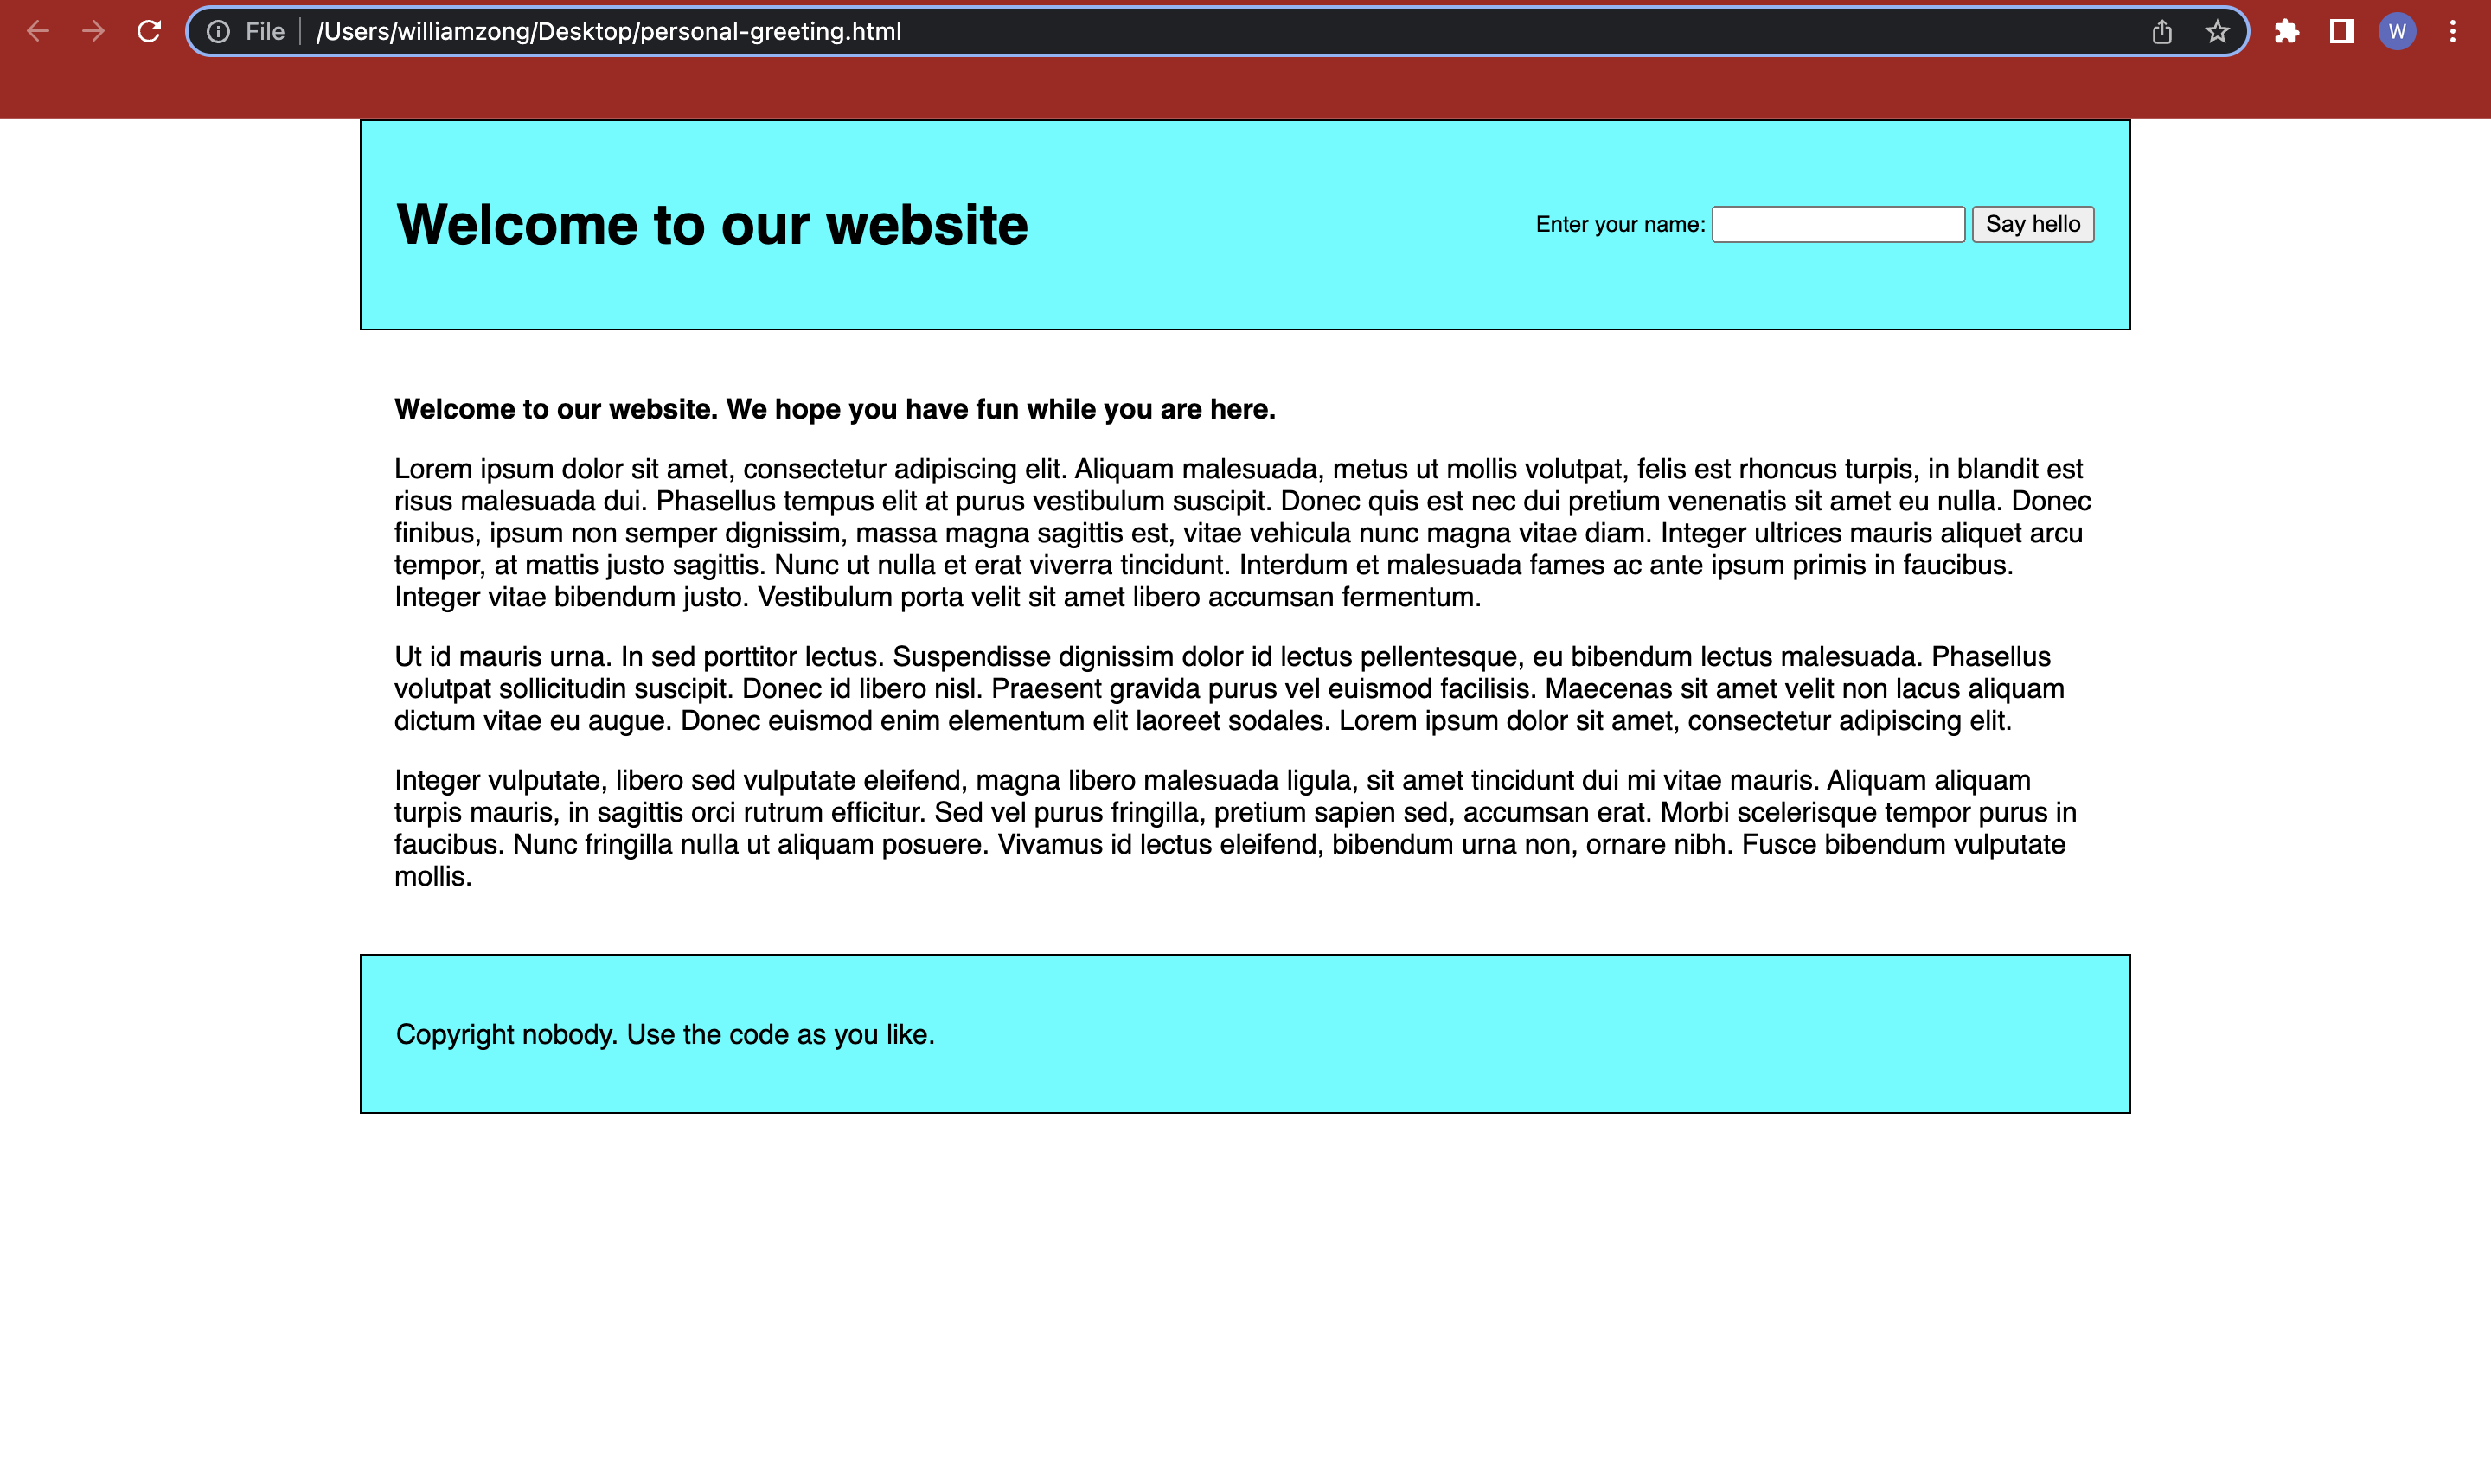 File /Users/williamzong/Desktop/personal-greeting.html W
Welcome to our website
Enter your name: Say hello
Welcome to our website. We hope you have fun while you are here.
Lorem ipsum dolor sit amet, consectetur adipiscing elit. Aliquam malesuada, metus ut mollis volutpat, felis est rhoncus turpis, in blandit est
risus malesuada dui. Phasellus tempus elit at purus vestibulum suscipit. Donec quis est nec dui pretium venenatis sit amet eu nulla. Donec
finibus, ipsum non semper dignissim, massa magna sagittis est, vitae vehicula nunc magna vitae diam. Integer ultrices mauris aliquet arcu
tempor, at mattis justo sagittis. Nunc ut nulla et erat viverra tincidunt. Interdum et malesuada fames ac ante ipsum primis in faucibus.
Integer vitae bibendum justo. Vestibulum porta velit sit amet libero accumsan fermentum.
Ut id mauris urna. In sed porttitor lectus. Suspendisse dignissim dolor id lectus pellentesque, eu bibendum lectus malesuada. Phasellus
volutpat sollicitudin suscipit. Donec id libero nisl. Praesent gravida purus vel euismod facilisis. Maecenas sit amet velit non lacus aliquam
dictum vitae eu augue. Donec euismod enim elementum elit laoreet sodales. Lorem ipsum dolor sit amet, consectetur adipiscing elit.
Integer vulputate, libero sed vulputate eleifend, magna libero malesuada ligula, sit amet tincidunt dui mi vitae mauris. Aliquam aliquam
turpis mauris, in sagittis orci rutrum efficitur. Sed vel purus fringilla, pretium sapien sed, accumsan erat. Morbi scelerisque tempor purus in
faucibus. Nunc fringilla nulla ut aliquam posuere. Vivamus id lectus eleifend, bibendum urna non, ornare nibh. Fusce bibendum vulputate
mollis.
Copyright nobody. Use the code as you like.